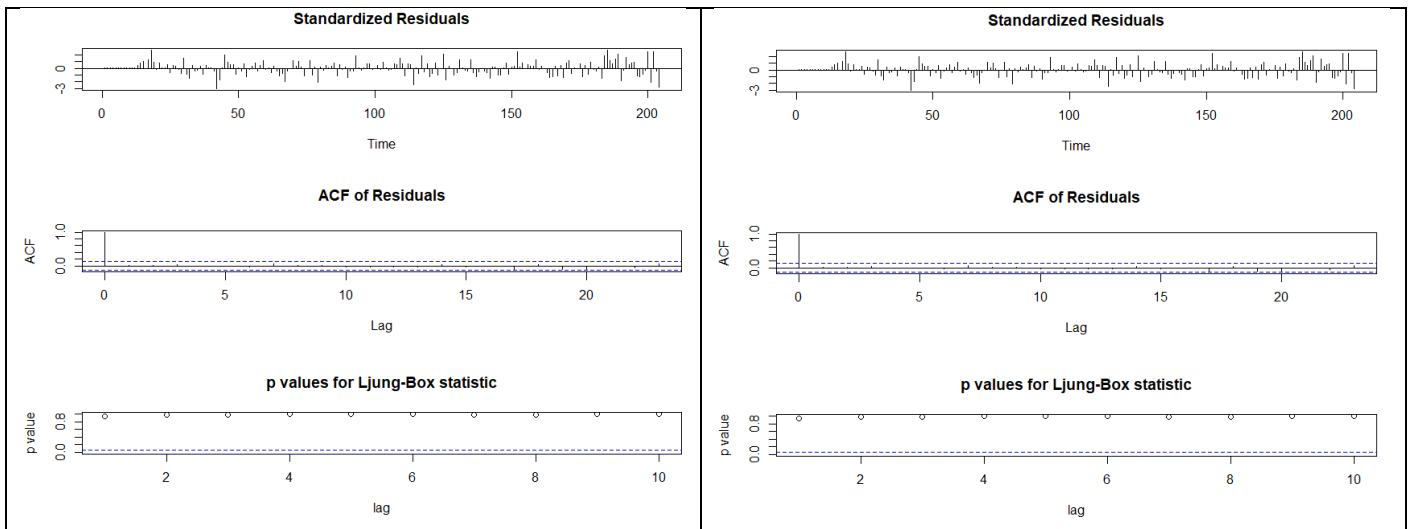 Standardized Residuals
0
-3
0 50 100 150 200
Time
ACF of Residuals
ACF
1.0
0.0
0 5 10 15 20
Lag
p values for Ljung-Box statistic
p value
0.8
0.0
2 4 6 8 10
lag
Standardized Residuals
0
-3
0 50 100 150 200
Time
ACF of Residuals
ACF
1.0
0.0
0 5 10 15 20
Lag
p values for Ljung-Box statistic
p value
0.8
0.0
2 4 6 8 10
lag